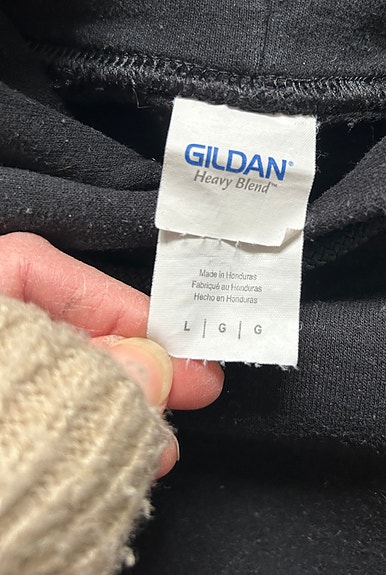 GILDAN®
Heavy Blend™
Made in Honduras
Fabriqué au Honduras
Hecho en Honduras
L | G | G